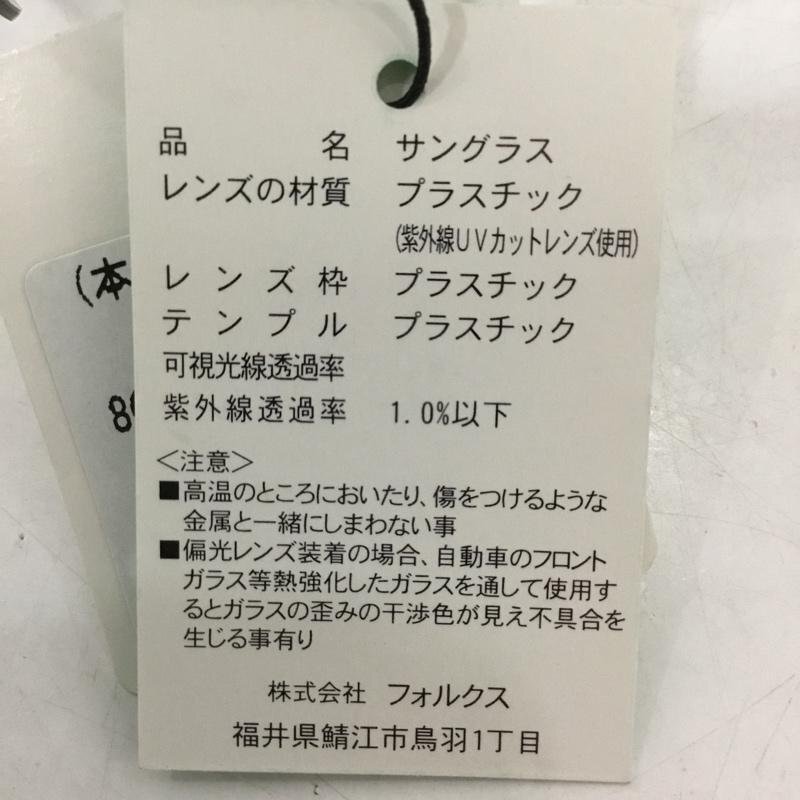 品名 サングラス
レンズの材質 プラスチック
(紫外線UVカットレンズ使用)
レンズ枠 プラスチック
テンプル プラスチック
可視光線透過率
紫外線透過率 1.0%以下
<注意>
■高温のところにおいたり、傷をつけるような
金属と一緒にしまわない事
■偏光レンズ装着の場合、自動車のフロント
ガラス等熱強化したガラスを通して使用す
るとガラスの歪みの干渉色が見え不具合を
生じる事有り
株式会社 フォルクス
福井県鯖江市鳥羽1丁目
(本